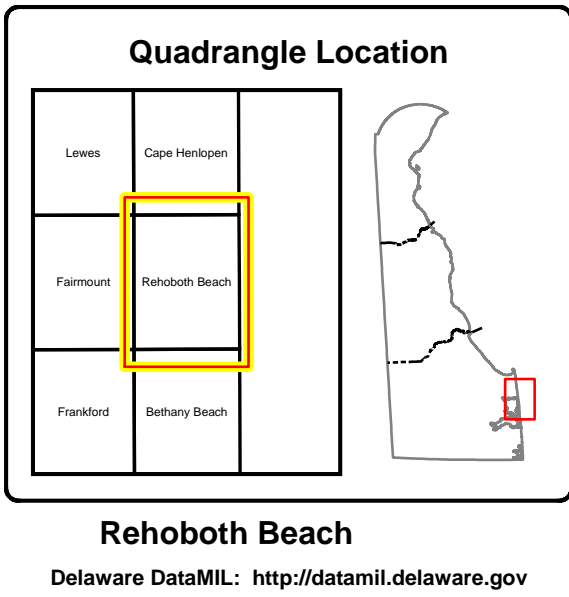 Quadrangle Location
Lewes
Cape Henlopen
Fairmount
Rehoboth Beach
Frankford
Bethany Beach
Rehoboth Beach
Delaware DataMIL: http://datamil.delaware.gov